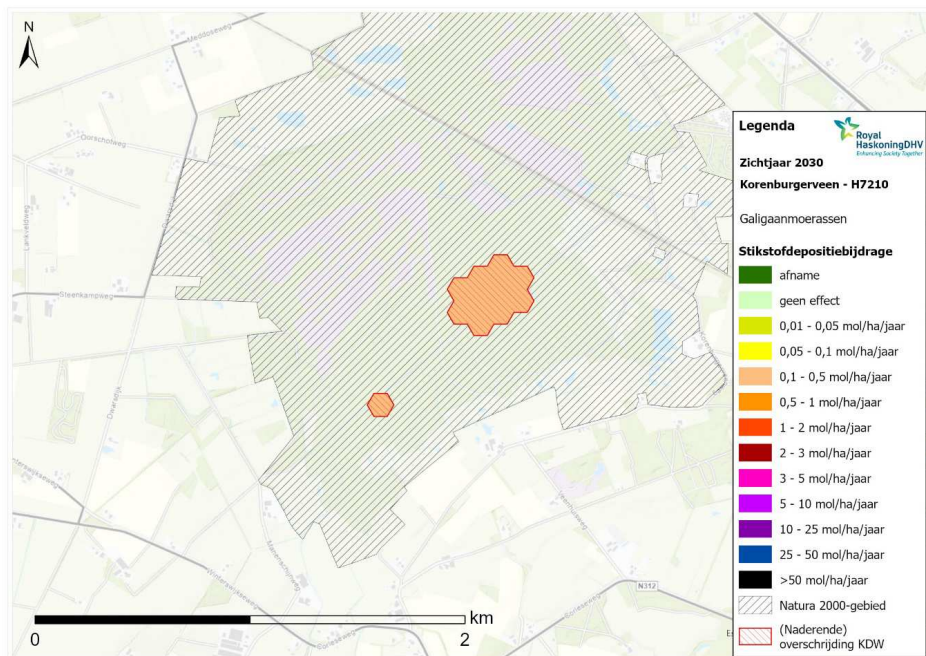 N
Meddoseweg
Oorschotweg
Lankveldweg
Steenkampweg
Dwarsdijk
Winterswijkseweg
N312
km
0
2
Legenda
Royal
HaskoningDHV
Enhancing Society Together
Zichtjaar 2030
Korenburgerveen - H7210
Galigaanmoerassen
Stikstofdepositiebijdrage
afname
geen effect
0,01 - 0,05 mol/ha/jaar
0,05 - 0,1 mol/ha/jaar
0,1 - 0,5 mol/ha/jaar
0,5 - 1 mol/ha/jaar
1 - 2 mol/ha/jaar
2 - 3 mol/ha/jaar
3 - 5 mol/ha/jaar
5 - 10 mol/ha/jaar
10 - 25 mol/ha/jaar
25 - 50 mol/ha/jaar
>50 mol/ha/jaar
Natura 2000-gebied
(Naderende)
overschrijding KDW